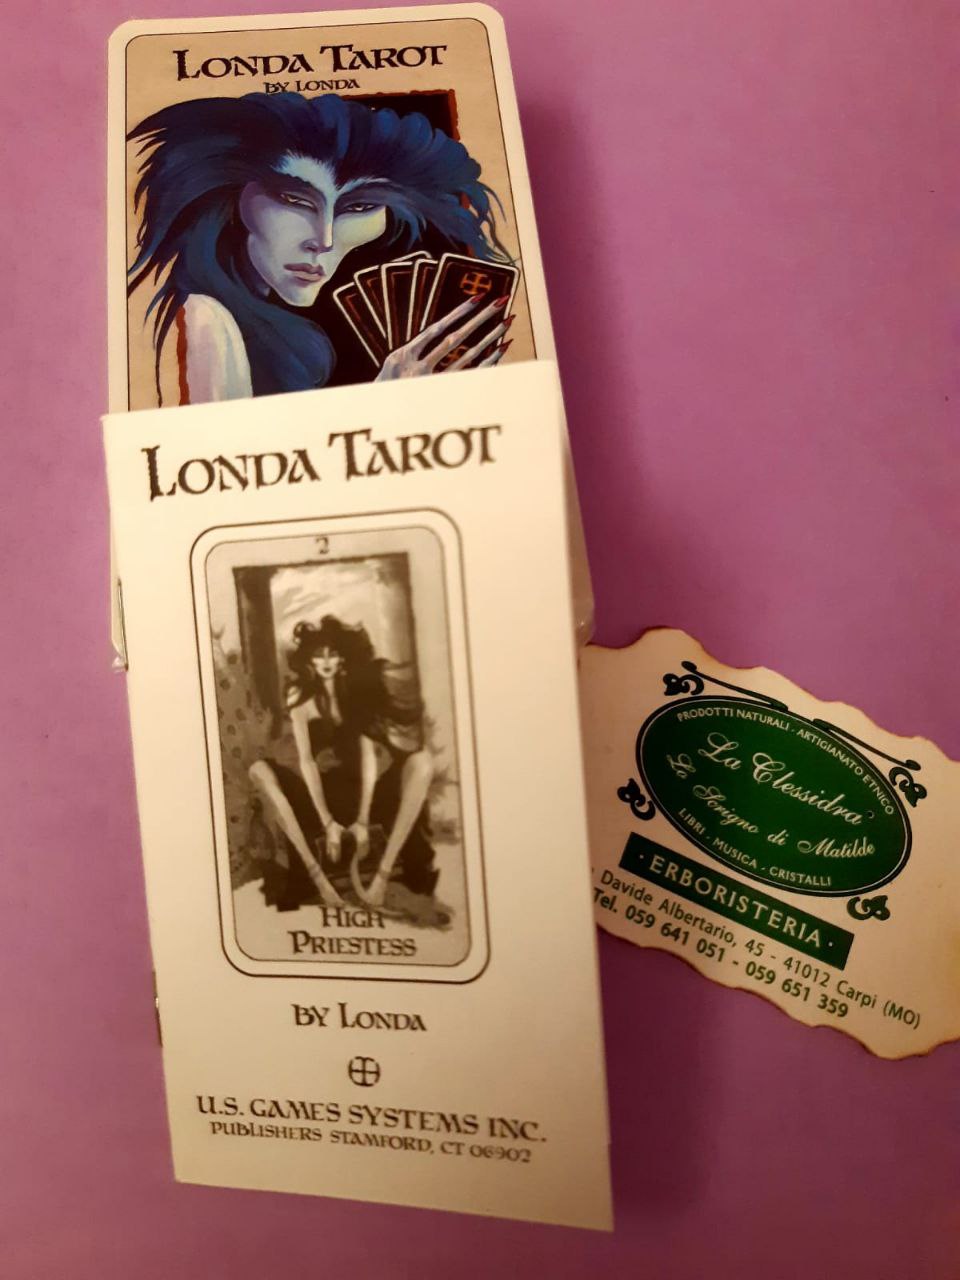 LONDA TAROT
BY LONDA
LONDA TAROT
2
HIGH
PRIESTESS
BY LONDA
U.S. GAMES SYSTEMS INC.
PUBLISHERS STAMFORD, CT 06902
PRODOTTI NATURALI - ARTIGIANATO ETNICO
La Clessidra
Lo Scrigno di Matilde
LIBRI - MUSICA - CRISTALLI
· ERBORISTERIA ·
Davide Albertario, 45 - 41012 Carpi (MO)
Tel. 059 641 051 - 059 651 359